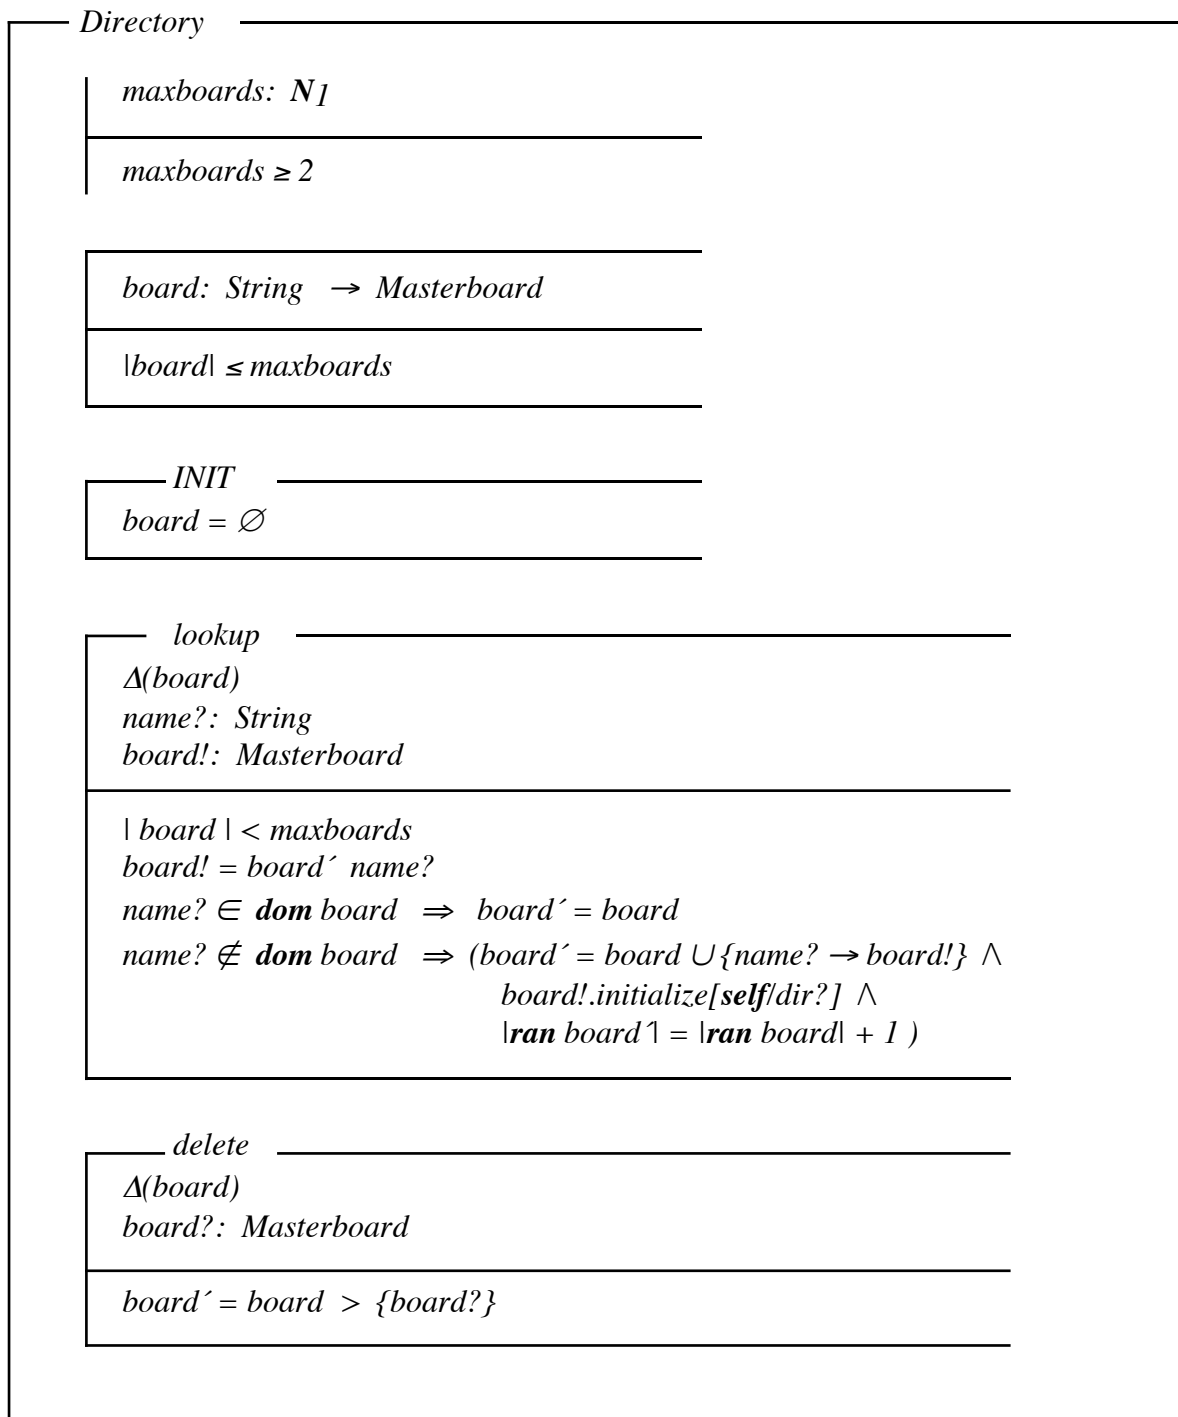 Directory
maxboards: N1
maxboards ≥ 2
board: String → Masterboard
|board| ≤ maxboards
INIT
board = ∅
lookup
Δ(board)
name?: String
board!: Masterboard
| board | < maxboards
board! = board´ name?
name? ∈ dom board ⇒ board´ = board
name? ∉ dom board ⇒ (board´ = board ∪ {name? → board!} ∧
board!.initialize[self/dir?] ∧
|ran board´| = |ran board| + 1 )
delete
Δ(board)
board?: Masterboard
board´ = board > {board?}